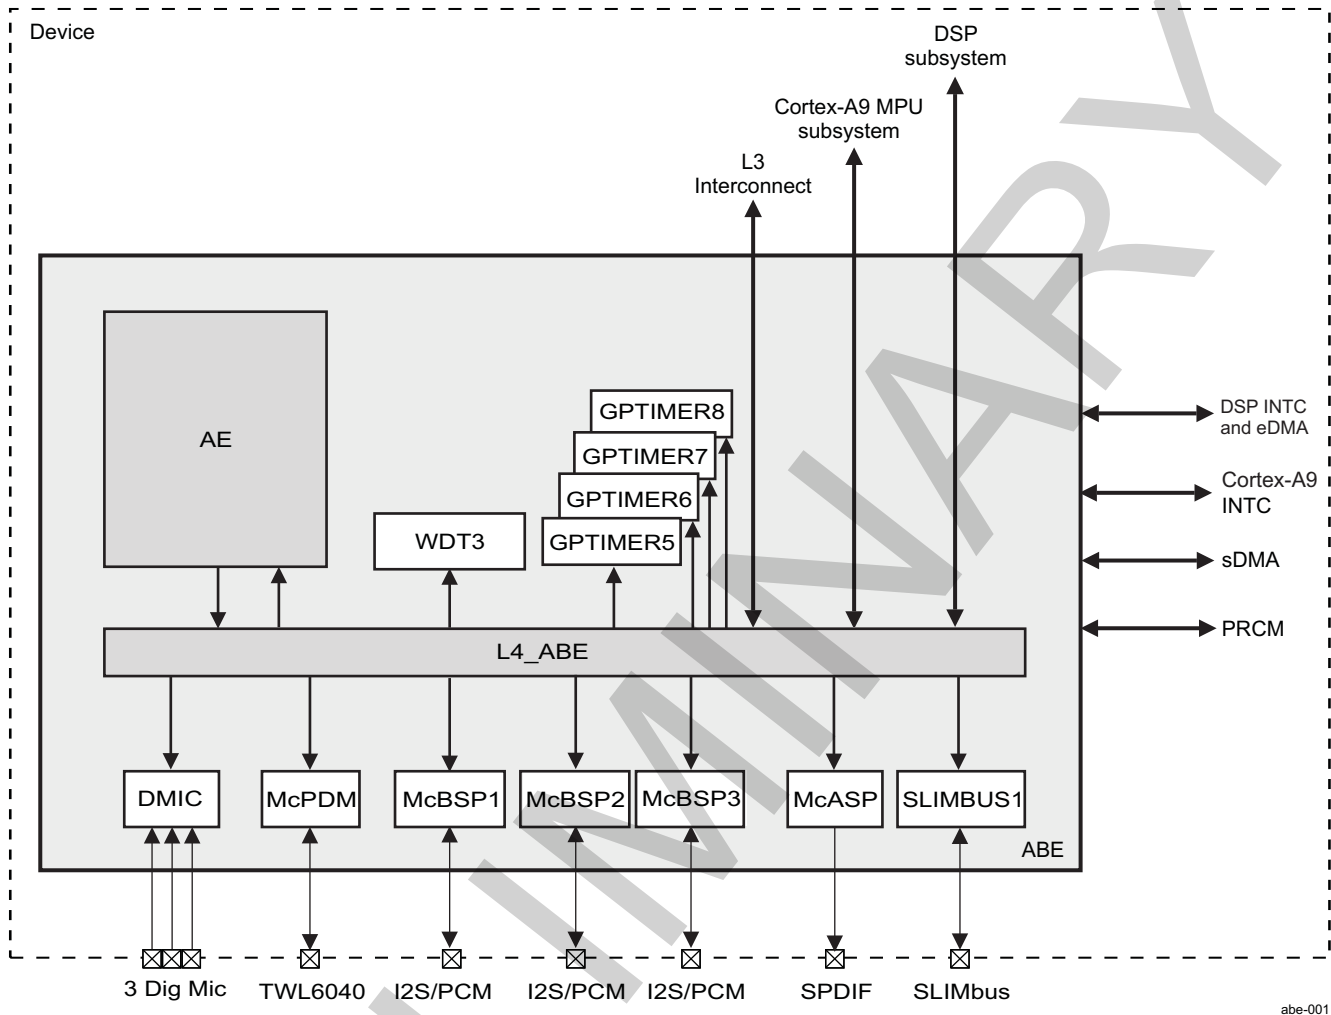 Device
DSP
subsystem
Cortex-A9 MPU
subsystem
L3
Interconnect
AE
GPTIMER8
GPTIMER7
GPTIMER6
GPTIMER5
WDT3
DSP INTC
and eDMA
Cortex-A9
INTC
sDMA
PRCM
L4_ABE
DMIC
McPDM
McBSP1
McBSP2
McBSP3
McASP
SLIMBUS1
ABE
3 Dig Mic
TWL6040
I2S/PCM
I2S/PCM
I2S/PCM
SPDIF
SLIMbus
abe-001
IMINARY